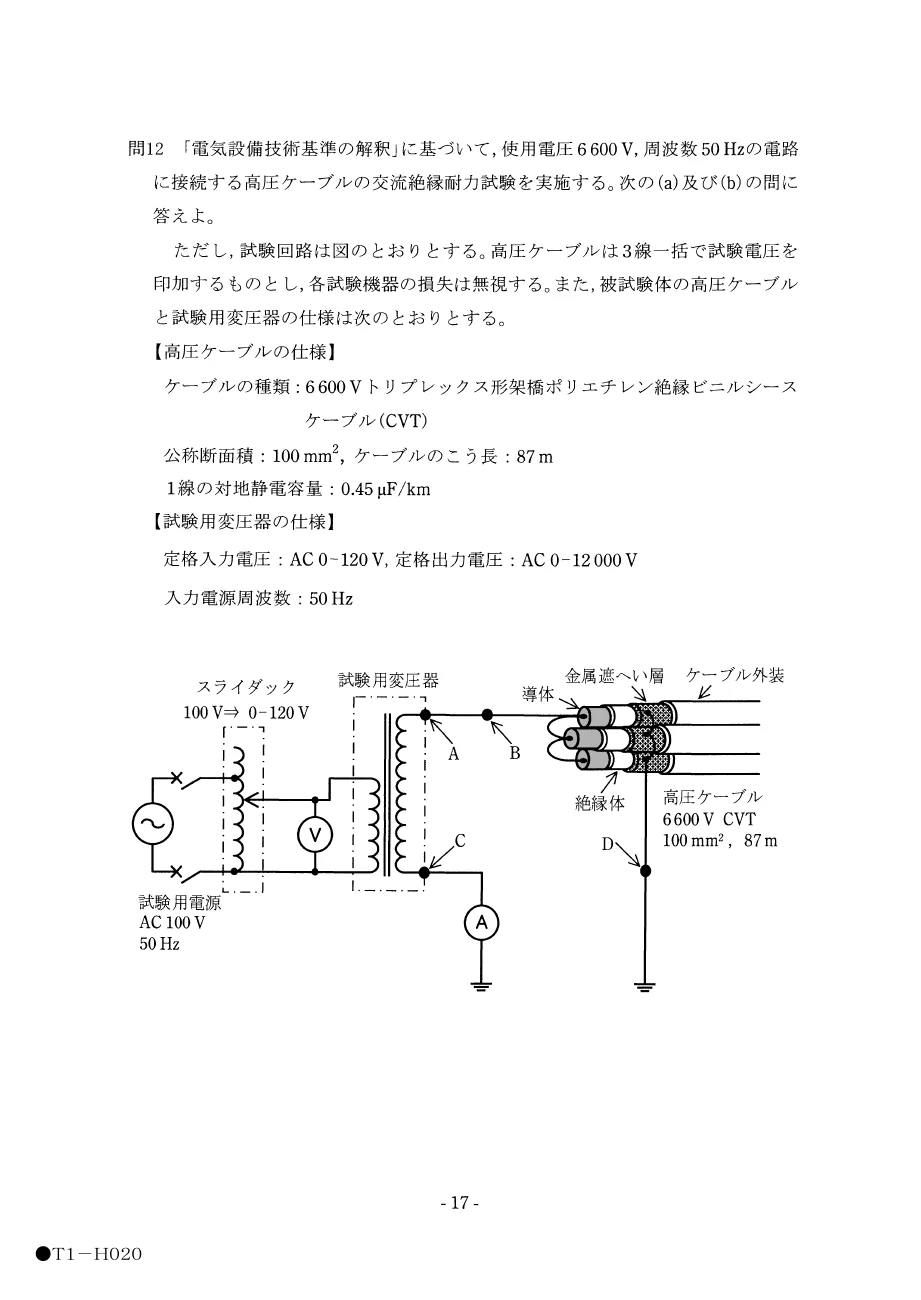 問12 「電気設備技術基準の解釈」に基づいて,使用電圧6 600 V,周波数50 Hzの電路
に接続する高圧ケーブルの交流絶縁耐力試験を実施する。次の(a)及び(b)の問に
答えよ。
ただし,試験回路は図のとおりとする。高圧ケーブルは3線一括で試験電圧を
印加するものとし,各試験機器の損失は無視する。また,被試験体の高圧ケーブル
と試験用変圧器の仕様は次のとおりとする。
【高圧ケーブルの仕様】
ケーブルの種類:6 600 Vトリプレックス形架橋ポリエチレン絶縁ビニルシース
ケーブル(CVT)
公称断面積:100 mm², ケーブルのこう長:87 m
1線の対地静電容量:0.45 μF/km
【試験用変圧器の仕様】
定格入力電圧:AC 0-120 V, 定格出力電圧:AC 0-12 000 V
入力電源周波数:50 Hz
スライダック
100 V⇒ 0-120 V
試験用変圧器
導体
金属遮へい層
ケーブル外装
A
B
絶縁体
高圧ケーブル
6 600 V CVT
100 mm² , 87 m
V
C
D
A
試験用電源
AC 100 V
50 Hz
- 17 -
●T1-H020